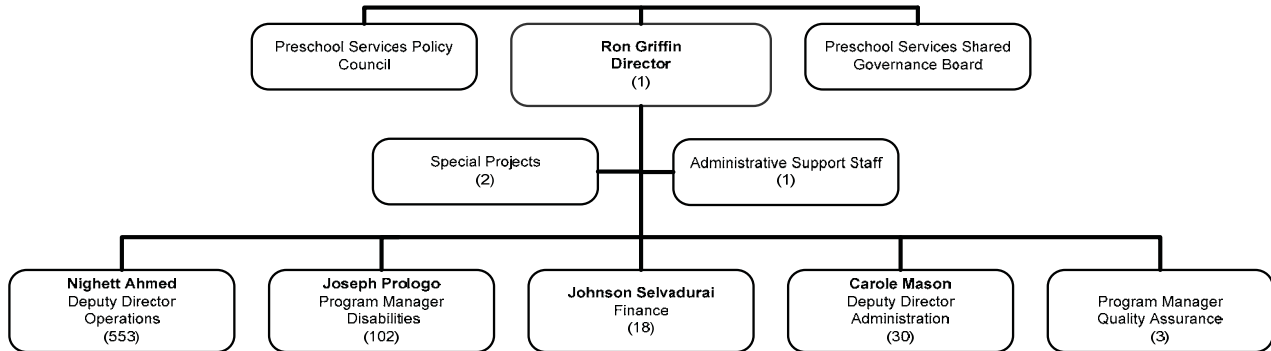 Preschool Services Policy
Council
Ron Griffin
Director
(1)
Preschool Services Shared
Governance Board
Special Projects
(2)
Administrative Support Staff
(1)
Nighett Ahmed
Deputy Director
Operations
(553)
Joseph Prologo
Program Manager
Disabilities
(102)
Johnson Selvadurai
Finance
(18)
Carole Mason
Deputy Director
Administration
(30)
Program Manager
Quality Assurance
(3)